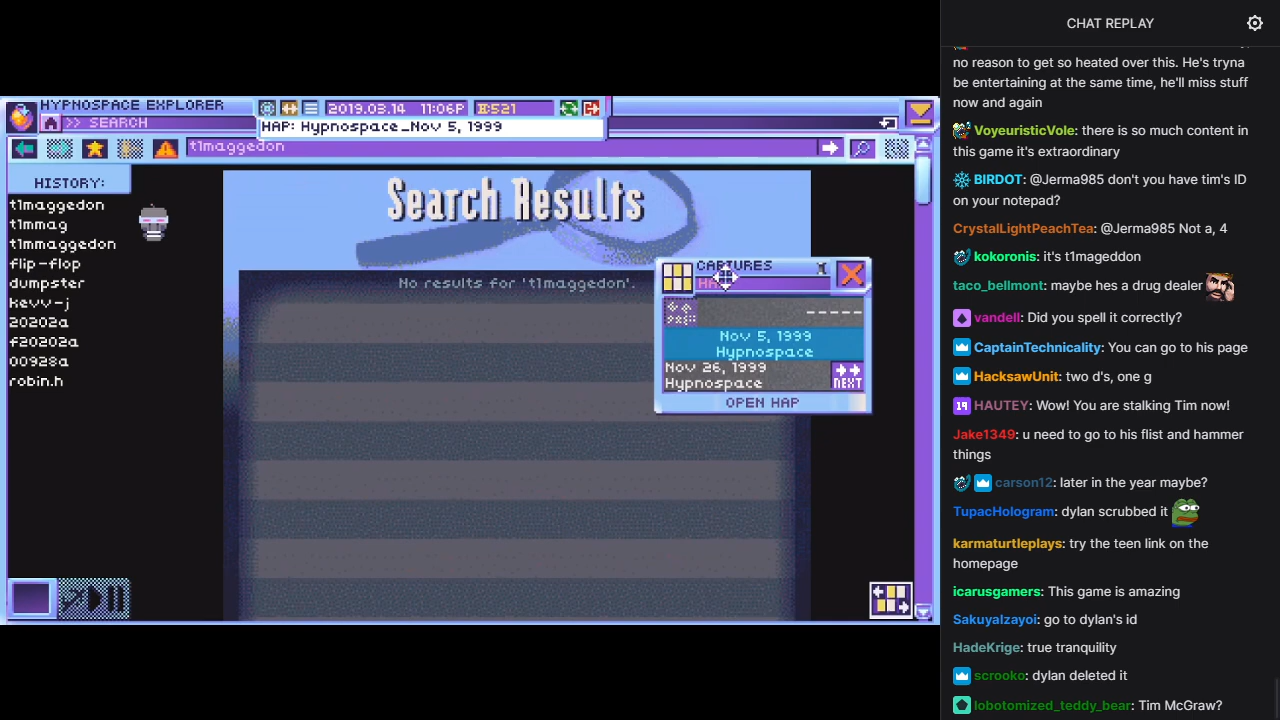 HYPNOSPACE EXPLORER
2019.03.14 11:06P
521
>> SEARCH
HAP: Hypnospace_Nov 5, 1999
t1maggedon
HISTORY:
t1maggedon
t1mmag
t1mmaggedon
flip-flop
dumpster
kevv-j
20202a
f20202a
00928a
robin.h
Search Results
No results for 't1maggedon'.
CAPTURES
-----
Nov 5, 1999
Hypnospace
Nov 26, 1999
Hypnospace
NEXT
OPEN HAP
CHAT REPLAY
no reason to get so heated over this. He's tryna
be entertaining at the same time, he'll miss stuff
now and again
VoyeuristicVole: there is so much content in
this game it's extraordinary
BIRDOT: @Jerma985 don't you have tim's ID
on your notepad?
CrystalLightPeachTea: @Jerma985 Not a, 4
kokoronis: it's t1mageddon
taco_bellmont: maybe hes a drug dealer
vandell: Did you spell it correctly?
CaptainTechnicality: You can go to his page
HacksawUnit: two d's, one g
HAUTEY: Wow! You are stalking Tim now!
Jake1349: u need to go to his flist and hammer
things
carson12: later in the year maybe?
TupacHologram: dylan scrubbed it
karmaturtleplays: try the teen link on the
homepage
icarusgamers: This game is amazing
SakuyaIzayoi: go to dylan's id
HadeKrige: true tranquility
scrooko: dylan deleted it
lobotomized_teddy_bear: Tim McGraw?